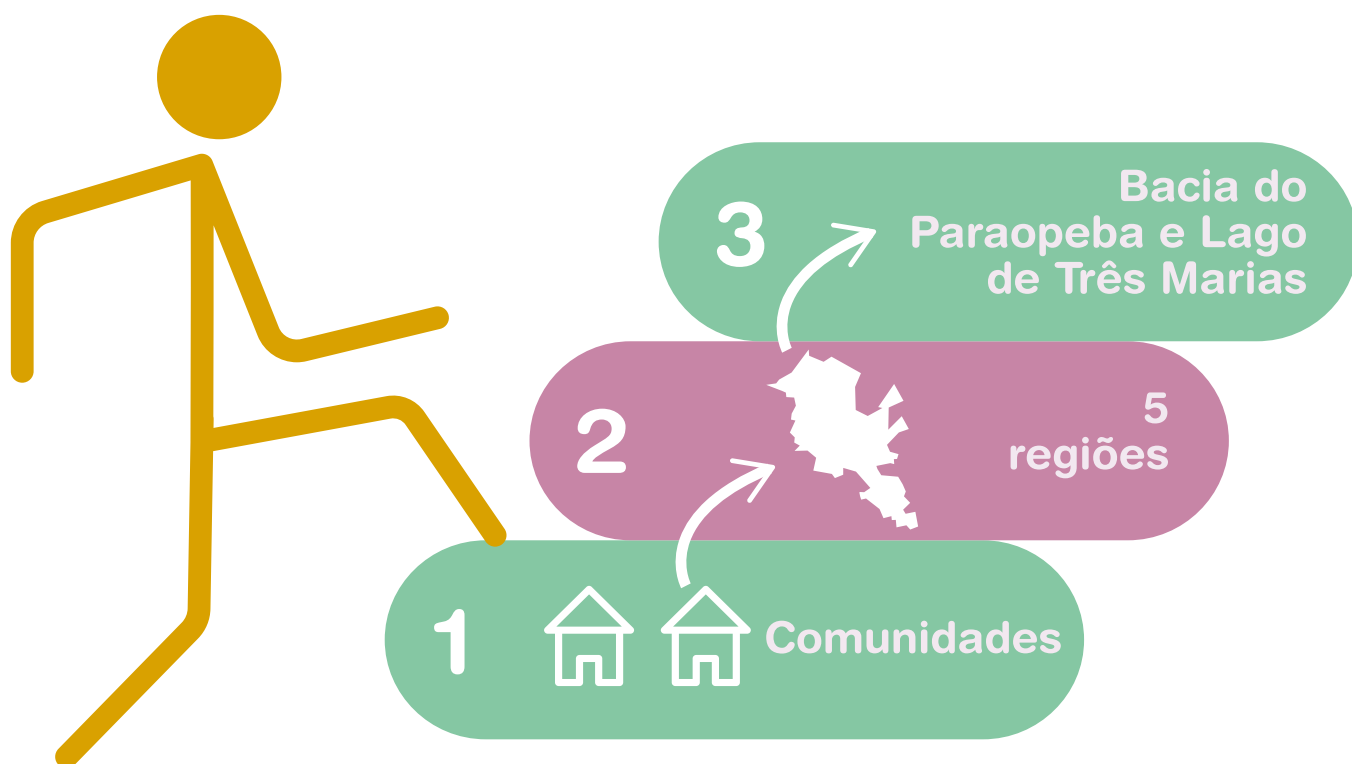 3
Bacia do
Paraopeba e Lago
de Três Marias
2
5
regiões
1
Comunidades